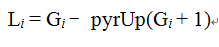 Lᵢ = Gᵢ − pyrUp(Gᵢ + 1)↵